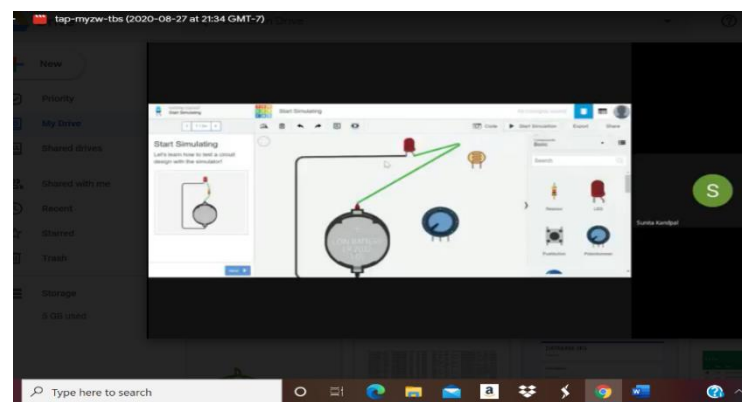 tap-myzw-tbs (2020-08-27 at 21:34 GMT-7)
New
Priority
My Drive
Shared drives
Shared with me
Recent
Starred
Trash
Storage
Start Simulating
Start Simulating
Code
Start Simulation
Export
Share
Start Simulating
Let's learn how to test a circuit
design with the simulator!
Basic
Search
Resistor
LED
Pushbutton
Potentiometer
S
Sunita Kandpal
Type here to search